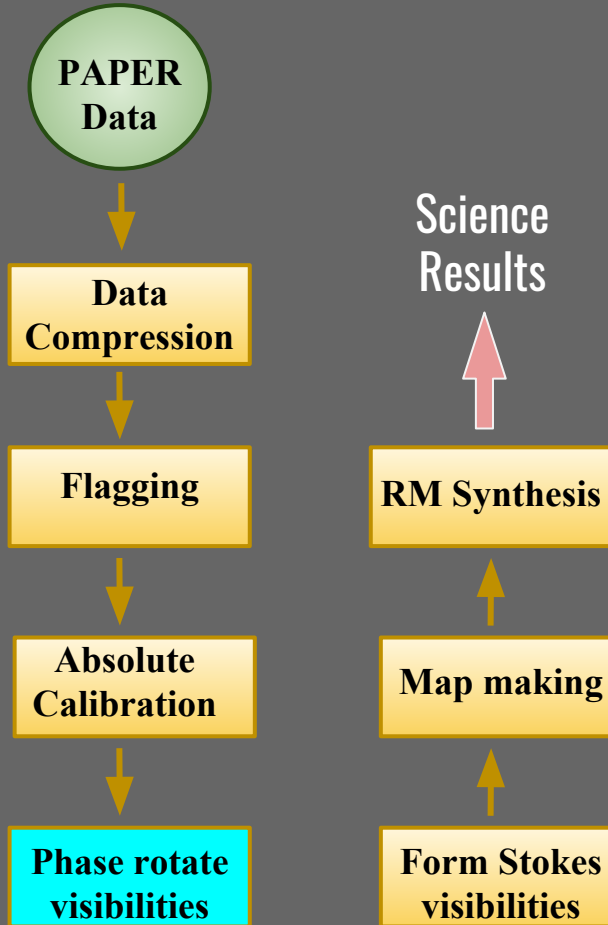 PAPER
Data
Data
Compression
Flagging
Absolute
Calibration
Phase rotate
visibilities
Science
Results
RM Synthesis
Map making
Form Stokes
visibilities